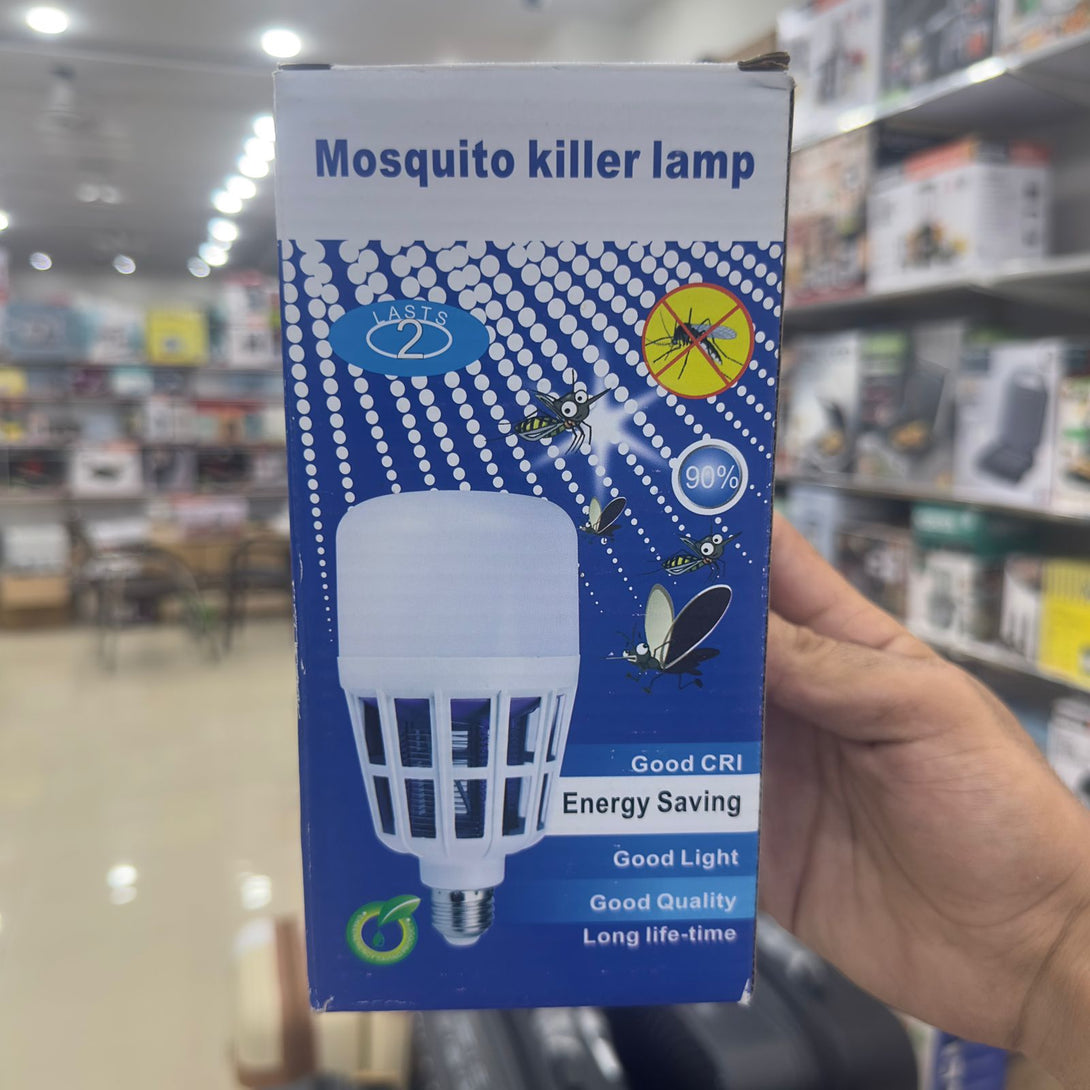 Mosquito killer lamp
LASTS
2
90%
Good CRI
Energy Saving
Good Light
Good Quality
Long life-time